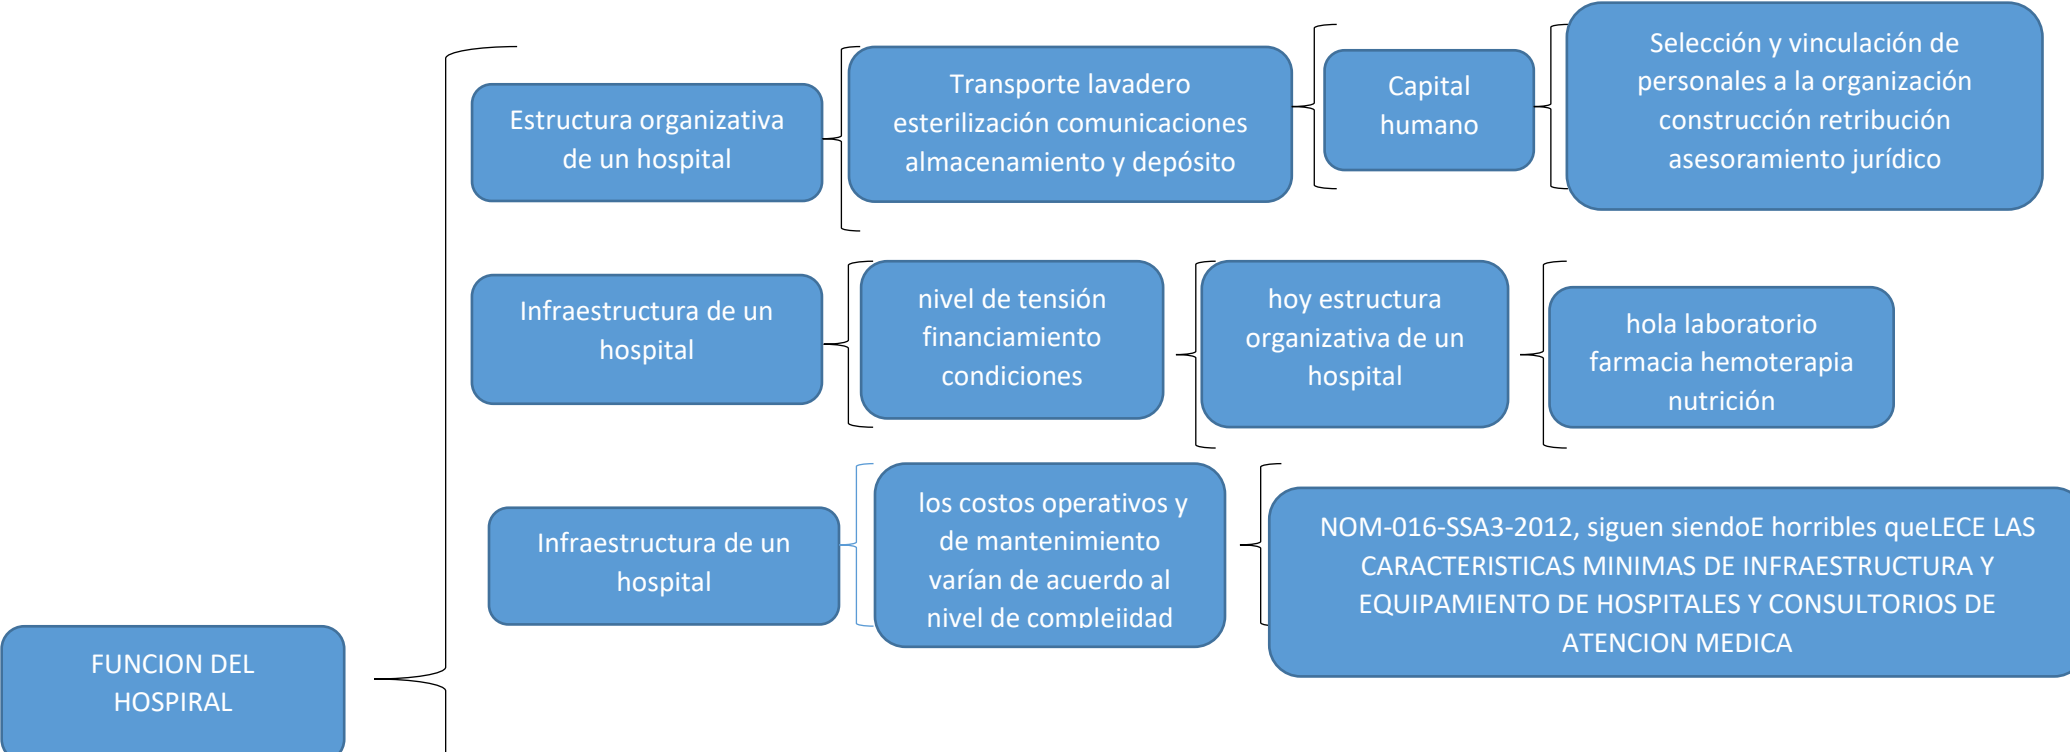 Estructura organizativa
de un hospital
Transporte lavadero
esterilización comunicaciones
almacenamiento y depósito
Capital
humano
Selección y vinculación de
personales a la organización
construcción retribución
asesoramiento jurídico
Infraestructura de un
hospital
nivel de tensión
financiamiento
condiciones
hoy estructura
organizativa de un
hospital
hola laboratorio
farmacia hemoterapia
nutrición
Infraestructura de un
hospital
los costos operativos y
de mantenimiento
varían de acuerdo al
nivel de complejidad
NOM-016-SSA3-2012, siguen siendoE horribles queLECE LAS
CARACTERISTICAS MINIMAS DE INFRAESTRUCTURA Y
EQUIPAMIENTO DE HOSPITALES Y CONSULTORIOS DE
ATENCION MEDICA
FUNCION DEL
HOSPIRAL